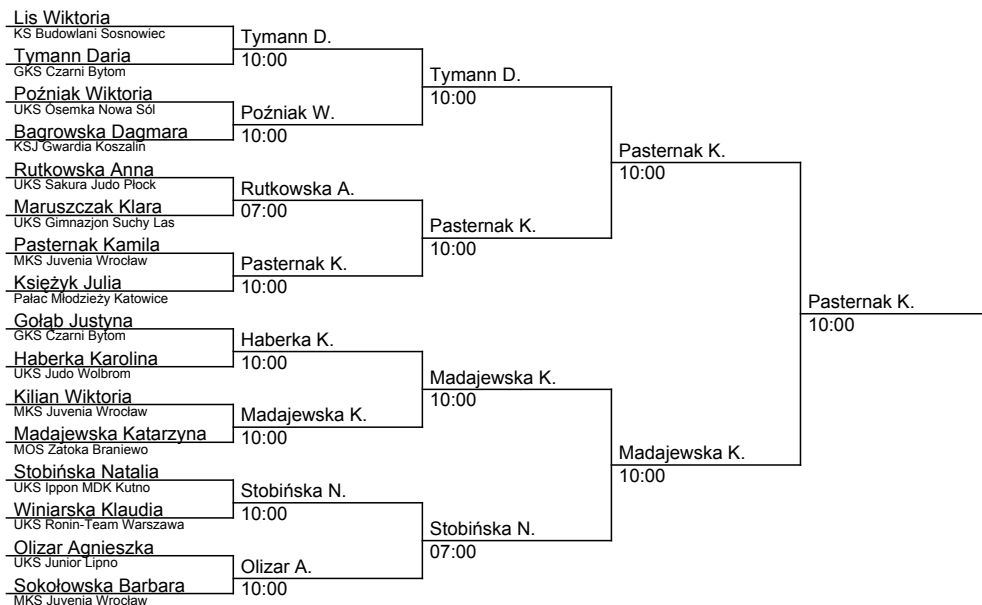 Lis Wiktoria
KS Budowlani Sosnowiec
Tymann Daria
GKS Czarni Bytom
Poźniak Wiktoria
UKS Ósemka Nowa Sól
Bagrowska Dagmara
KSJ Gwardia Koszalin
Rutkowska Anna
UKS Sakura Judo Płock
Maruszczak Klara
UKS Gimnazjon Suchy Las
Pasternak Kamila
MKS Juvenia Wrocław
Księżyk Julia
Pałac Młodzieży Katowice
Gołąb Justyna
GKS Czarni Bytom
Haberka Karolina
UKS Judo Wolbrom
Kilian Wiktoria
MKS Juvenia Wrocław
Madajewska Katarzyna
MOS Zatoka Braniewo
Stobińska Natalia
UKS Ippon MDK Kutno
Winiarska Klaudia
UKS Ronin-Team Warszawa
Olizar Agnieszka
UKS Junior Lipno
Sokołowska Barbara
MKS Juvenia Wrocław
Tymann D.
10:00
Poźniak W.
10:00
Rutkowska A.
07:00
Pasternak K.
10:00
Haberka K.
10:00
Madajewska K.
10:00
Stobińska N.
10:00
Olizar A.
10:00
Tymann D.
10:00
Pasternak K.
10:00
Madajewska K.
10:00
Stobińska N.
07:00
Pasternak K.
10:00
Madajewska K.
10:00
Pasternak K.
10:00